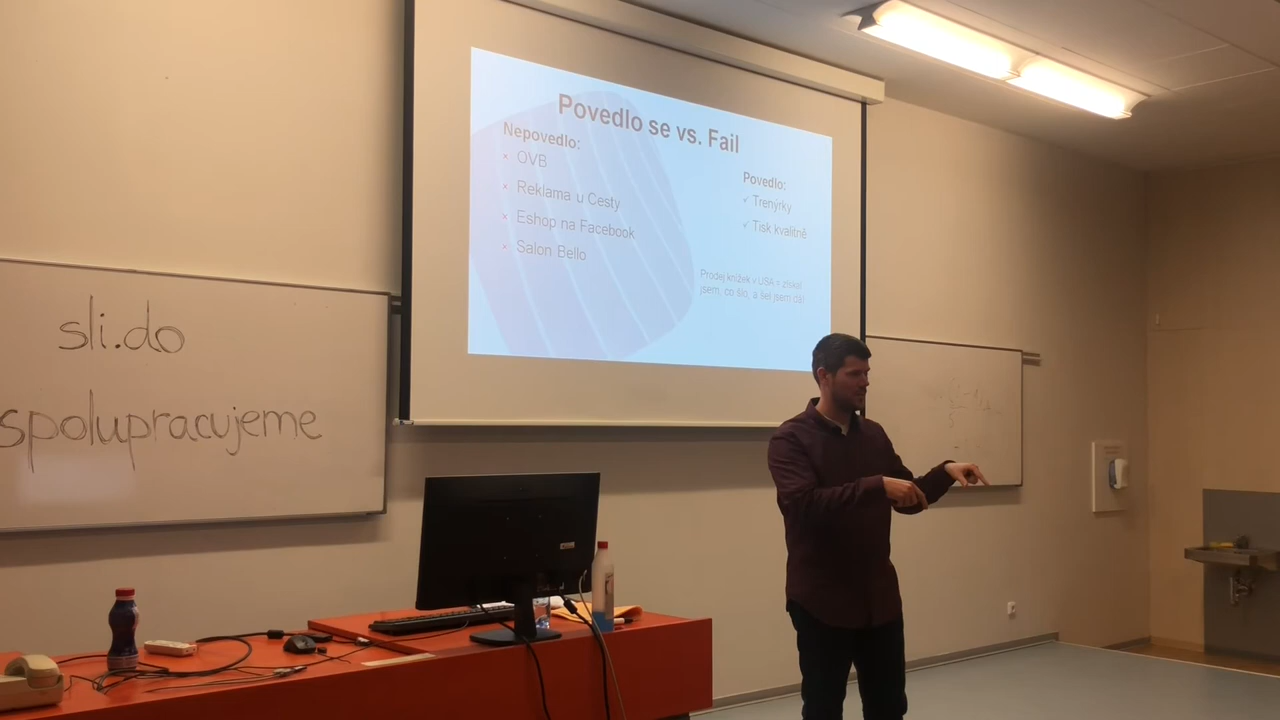 Povedlo se vs. Fail
Nepovedlo:
× OVB
× Reklama u Cesty
× Eshop na Facebook
× Salon Bello
Povedlo:
✓ Trenýrky
✓ Tisk kvalitně
Prodej knížek v USA = získal
jsem, co šlo, a šel jsem dál
sli.do
spolupracujeme